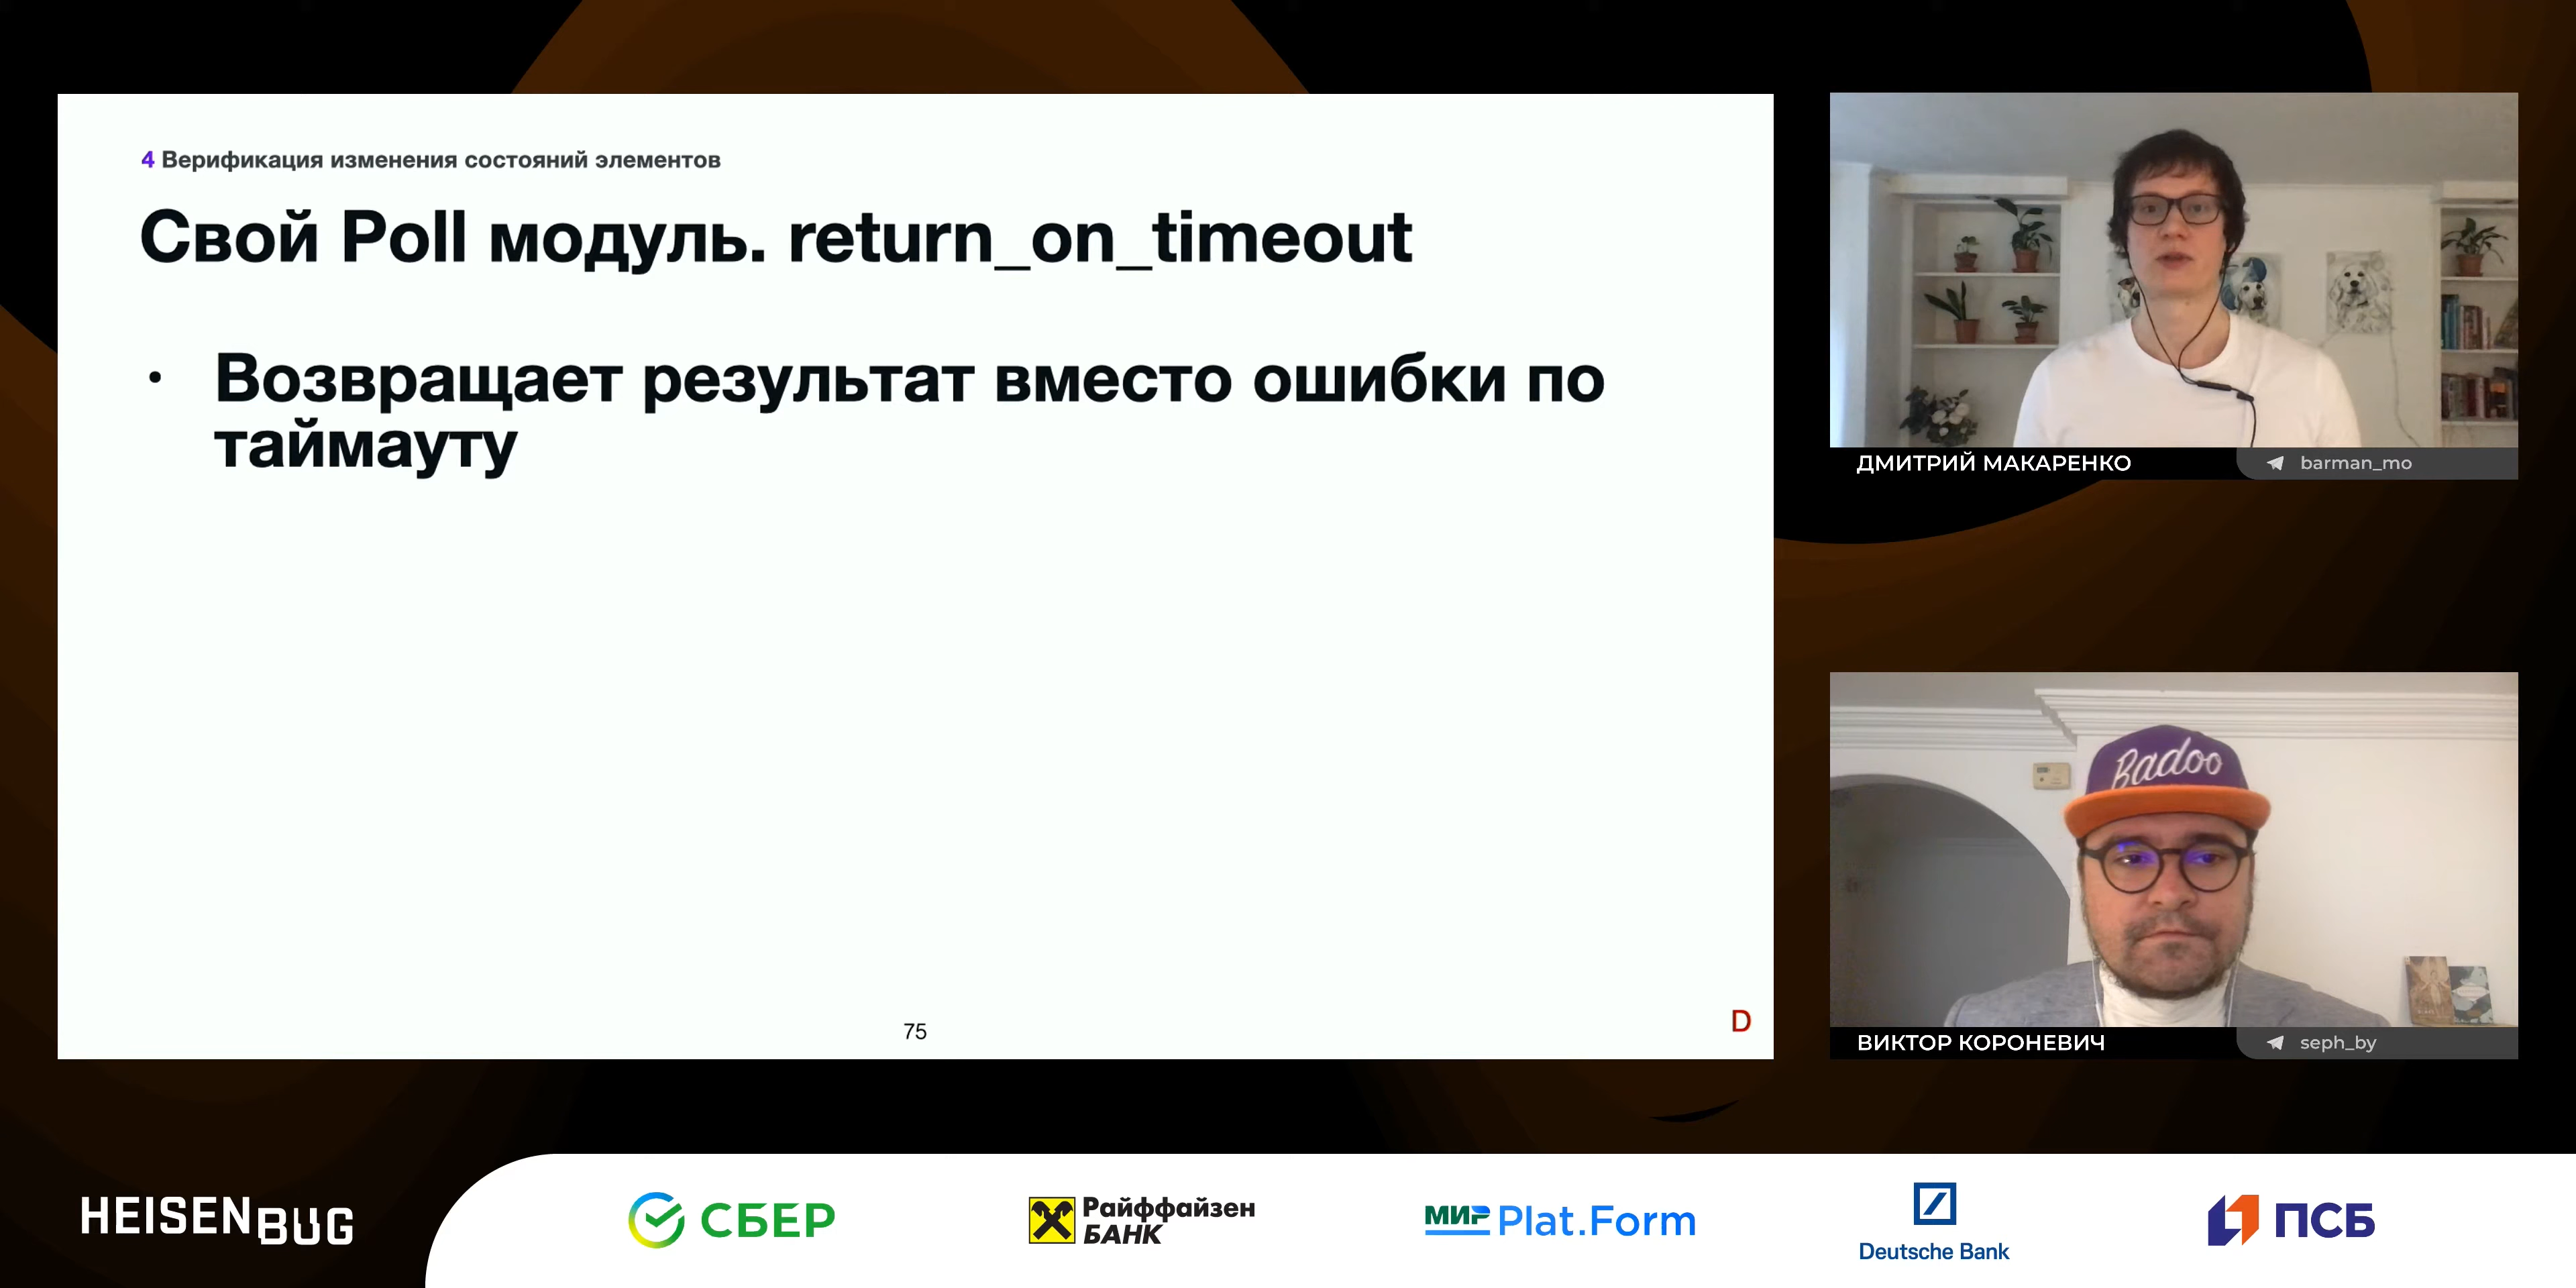 4 Верификация изменения состояний элементов
Свой Poll модуль. return_on_timeout
• Возвращает результат вместо ошибки по
таймауту
75
D
ДМИТРИЙ МАКАРЕНКО
barman_mo
Badoo
ВИКТОР КОРОНЕВИЧ
seph_by
HEISENBUG
СБЕР
Райффайзен
БАНК
МИР Plat.Form
Deutsche Bank
ПСБ